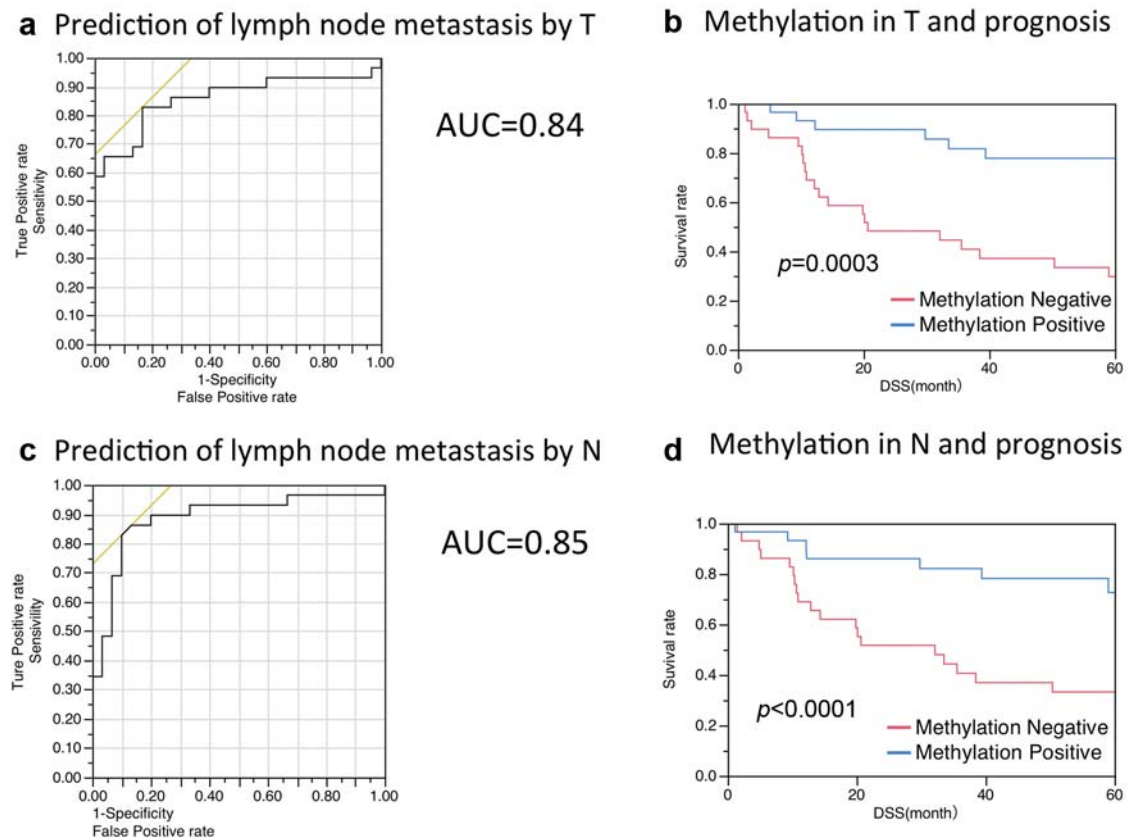 a Prediction of lymph node metastasis by T
1.00
0.90
0.80
0.70
0.60
0.50
0.40
0.30
0.20
0.10
0.00
True Positive rate
Sensitivity
0.00 0.20 0.40 0.60 0.80 1.00
1-Specificity
False Positive rate
AUC=0.84
b Methylation in T and prognosis
1.0
0.8
0.6
0.4
0.2
0.0
Survival rate
p=0.0003
Methylation Negative
Methylation Positive
0 20 40 60
DSS(month)
c Prediction of lymph node metastasis by N
1.00
0.90
0.80
0.70
0.60
0.50
0.40
0.30
0.20
0.10
0.00
Ture Positive rate
Sensivility
0.00 0.20 0.40 0.60 0.80 1.00
1-Specificity
False Positive rate
AUC=0.85
d Methylation in N and prognosis
1.0
0.8
0.6
0.4
0.2
0.0
Suvival rate
p<0.0001
Methylation Negative
Methylation Positive
0 20 40 60
DSS(month)